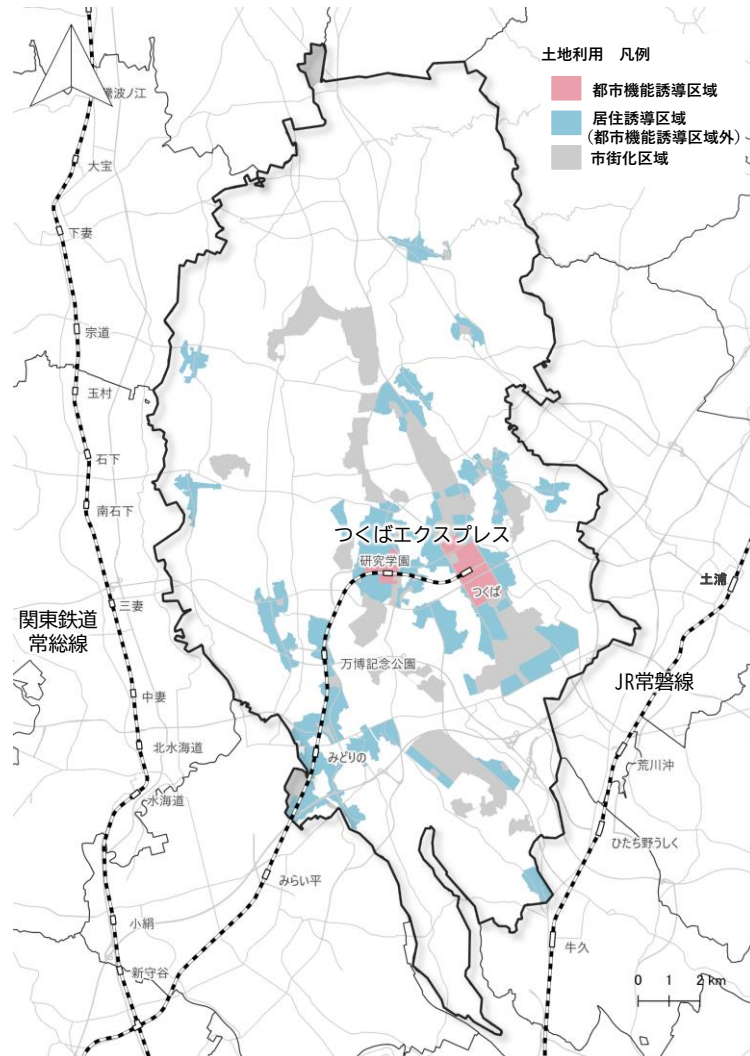 土地利用 凡例
都市機能誘導区域
居住誘導区域
(都市機能誘導区域外)
市街化区域
騰波ノ江
大宝
下妻
宗道
玉村
石下
南石下
三妻
関東鉄道
常総線
中妻
北水海道
水海道
小絹
新守谷
つくばエクスプレス
研究学園
つくば
万博記念公園
みどりの
みらい平
土浦
JR常磐線
荒川沖
ひたち野うしく
牛久
0 1 2 km